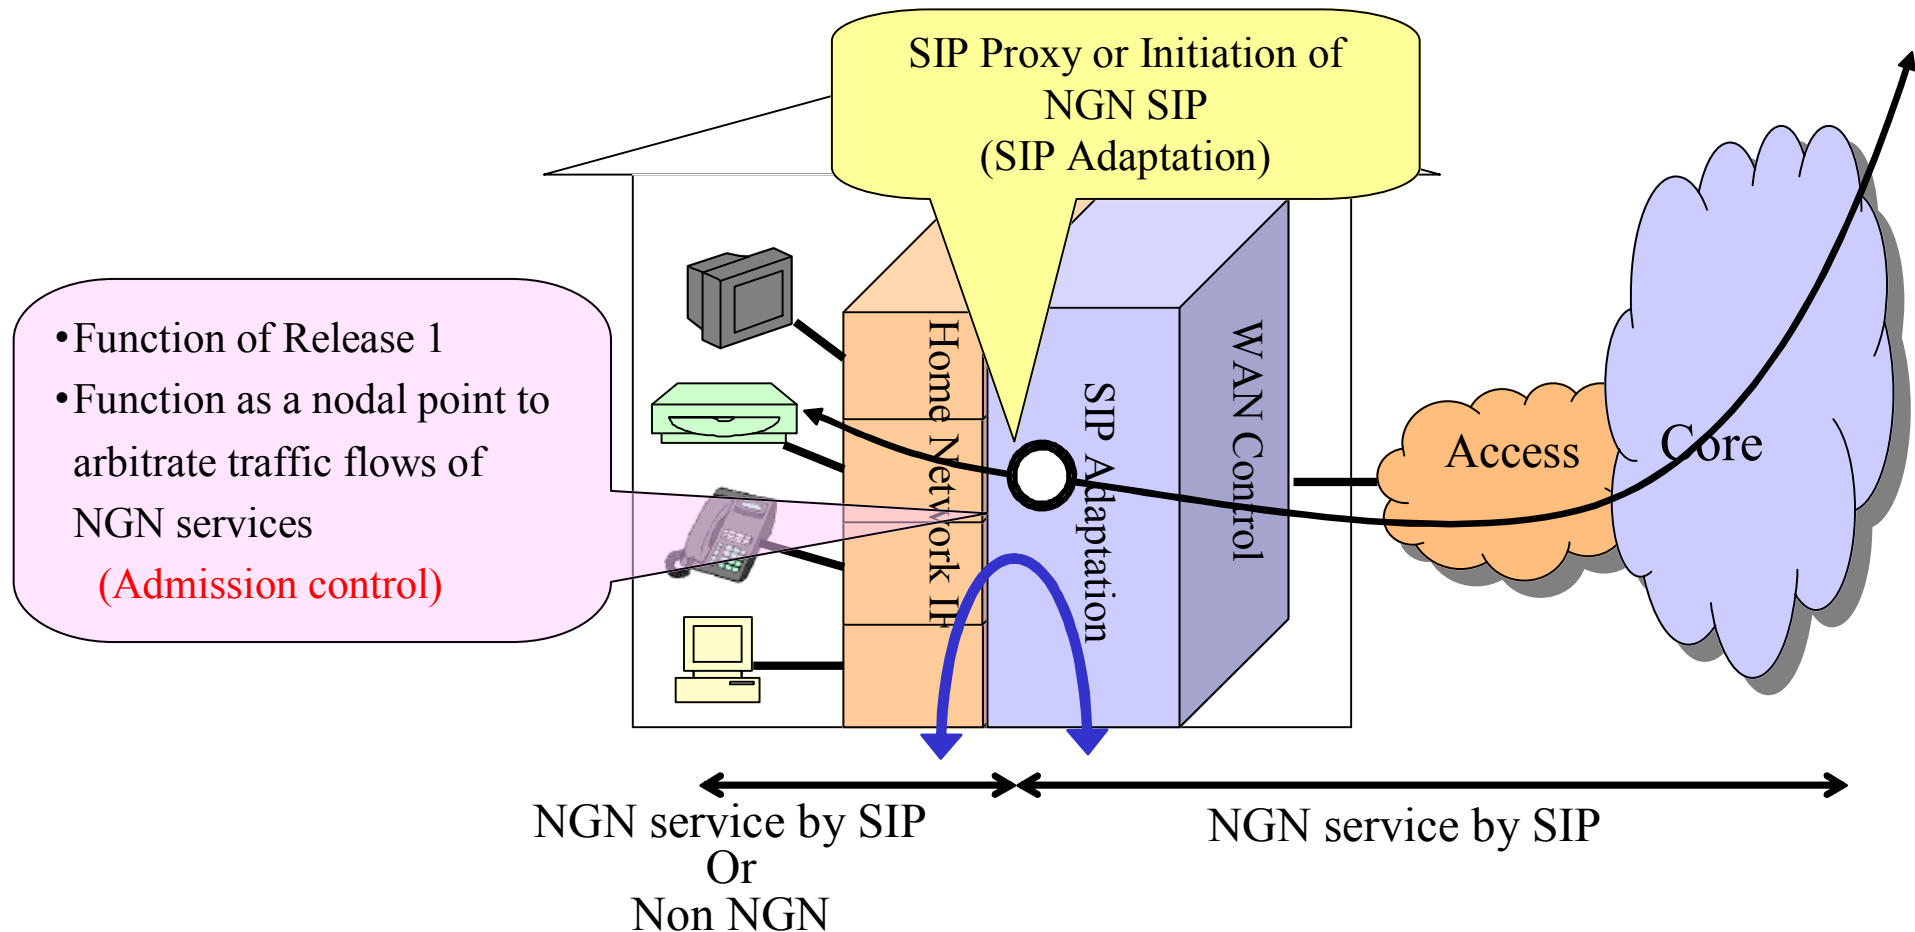 SIP Proxy or Initiation of
NGN SIP
(SIP Adaptation)
•Function of Release 1
•Function as a nodal point to
arbitrate traffic flows of
NGN services
(Admission control)
Home Network IF
SIP Adaptation
WAN Control
Access
Core
NGN service by SIP
Or
Non NGN
NGN service by SIP